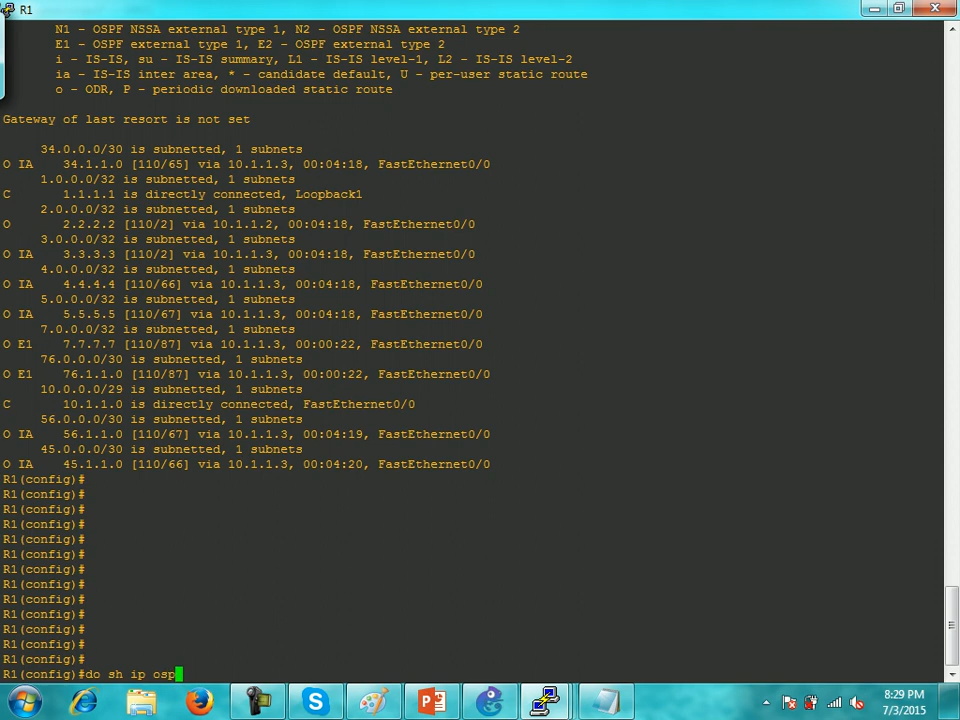 R1
N1 - OSPF NSSA external type 1, N2 - OSPF NSSA external type 2
E1 - OSPF external type 1, E2 - OSPF external type 2
i - IS-IS, su - IS-IS summary, L1 - IS-IS level-1, L2 - IS-IS level-2
ia - IS-IS inter area, * - candidate default, U - per-user static route
o - ODR, P - periodic downloaded static route
Gateway of last resort is not set
34.0.0.0/30 is subnetted, 1 subnets
O IA 34.1.1.0 [110/65] via 10.1.1.3, 00:04:18, FastEthernet0/0
1.0.0.0/32 is subnetted, 1 subnets
C 1.1.1.1 is directly connected, Loopback1
2.0.0.0/32 is subnetted, 1 subnets
O 2.2.2.2 [110/2] via 10.1.1.2, 00:04:18, FastEthernet0/0
3.0.0.0/32 is subnetted, 1 subnets
O IA 3.3.3.3 [110/2] via 10.1.1.3, 00:04:18, FastEthernet0/0
4.0.0.0/32 is subnetted, 1 subnets
O IA 4.4.4.4 [110/66] via 10.1.1.3, 00:04:18, FastEthernet0/0
5.0.0.0/32 is subnetted, 1 subnets
O IA 5.5.5.5 [110/67] via 10.1.1.3, 00:04:18, FastEthernet0/0
7.0.0.0/32 is subnetted, 1 subnets
O E1 7.7.7.7 [110/87] via 10.1.1.3, 00:00:22, FastEthernet0/0
76.0.0.0/30 is subnetted, 1 subnets
O E1 76.1.1.0 [110/87] via 10.1.1.3, 00:00:22, FastEthernet0/0
10.0.0.0/29 is subnetted, 1 subnets
C 10.1.1.0 is directly connected, FastEthernet0/0
56.0.0.0/30 is subnetted, 1 subnets
O IA 56.1.1.0 [110/67] via 10.1.1.3, 00:04:19, FastEthernet0/0
45.0.0.0/30 is subnetted, 1 subnets
O IA 45.1.1.0 [110/66] via 10.1.1.3, 00:04:20, FastEthernet0/0
R1(config)#
R1(config)#
R1(config)#
R1(config)#
R1(config)#
R1(config)#
R1(config)#
R1(config)#
R1(config)#
R1(config)#
R1(config)#
R1(config)#
R1(config)#
R1(config)#do sh ip osp
8:29 PM
7/3/2015